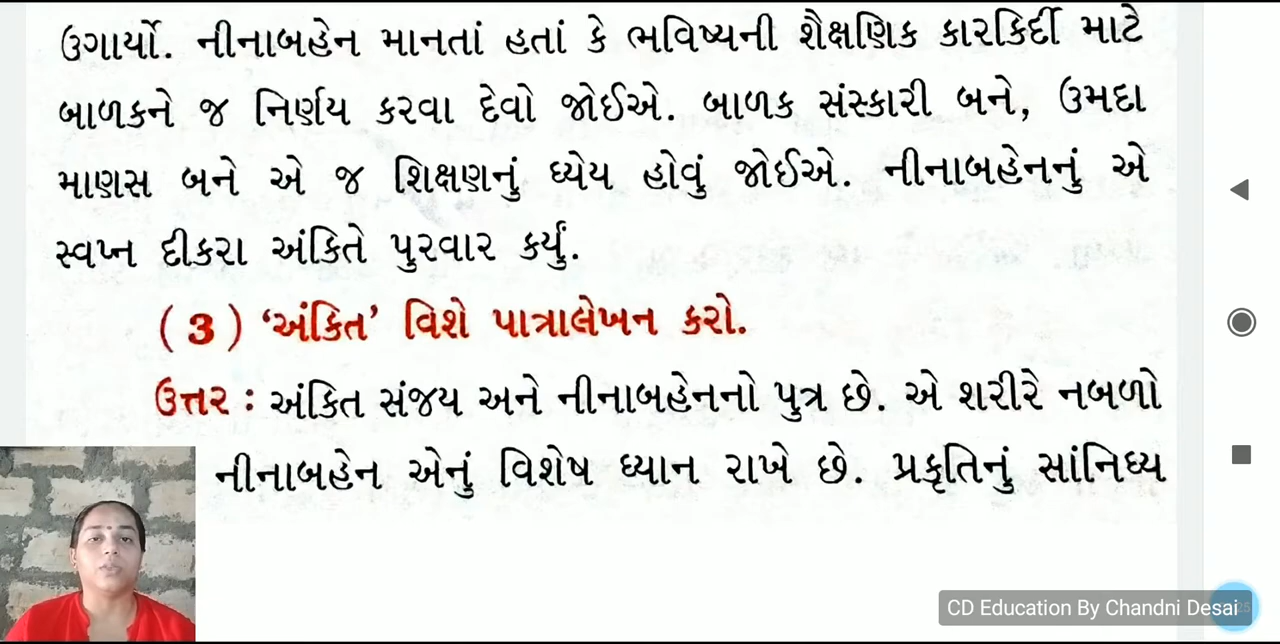 ઉગાર્યો. નીનાબહેન માનતાં હતાં કે ભવિષ્યની શૈક્ષણિક કારકિર્દી માટે
બાળકને જ નિર્ણય કરવા દેવો જોઈએ. બાળક સંસ્કારી બને, ઉમદા
માણસ બને એ જ શિક્ષણનું ધ્યેય હોવું જોઈએ. નીનાબહેનનું એ
સ્વપ્ન દીકરા અંકિતે પુરવાર કર્યું.
(3) ‘અંકિત’ વિશે પાત્રાલેખન કરો.
ઉત્તર : અંકિત સંજય અને નીનાબહેનનો પુત્ર છે. એ શરીરે નબળો
નીનાબહેન એનું વિશેષ ધ્યાન રાખે છે. પ્રકૃતિનું સાંનિધ્ય
CD Education By Chandni Desai